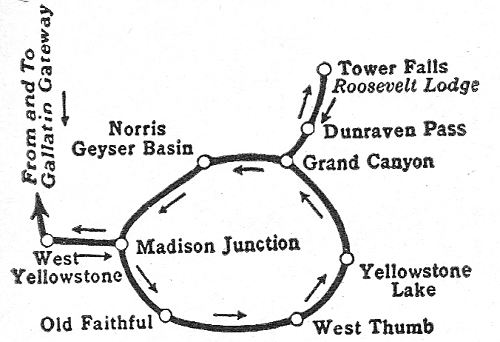 From and To
Gallatin Gateway
Tower Falls
Roosevelt Lodge
Norris
Geyser Basin
Dunraven Pass
Grand Canyon
Madison Junction
West
Yellowstone
Yellowstone
Lake
Old Faithful
West Thumb